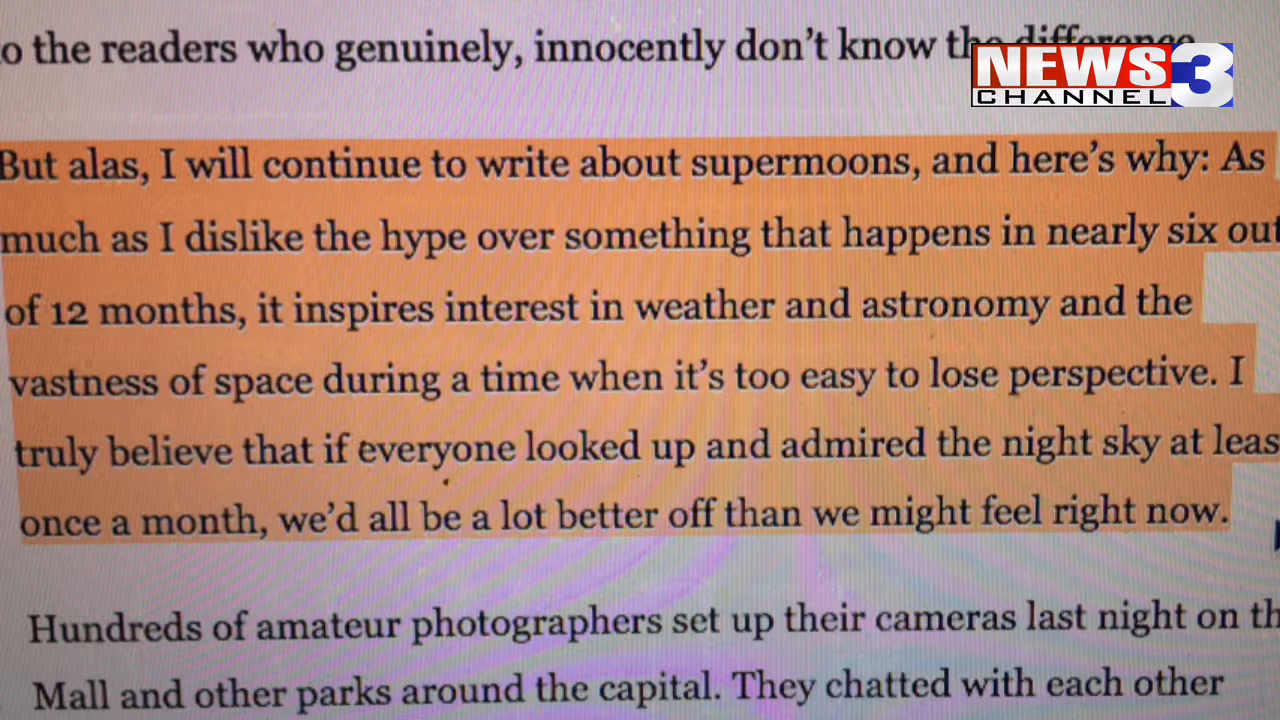 o the readers who genuinely, innocently don't know the difference
NEWS
CHANNEL 3
But alas, I will continue to write about supermoons, and here's why: As
much as I dislike the hype over something that happens in nearly six out
of 12 months, it inspires interest in weather and astronomy and the
vastness of space during a time when it's too easy to lose perspective. I
truly believe that if everyone looked up and admired the night sky at leas
once a month, we'd all be a lot better off than we might feel right now.
Hundreds of amateur photographers set up their cameras last night on th
Mall and other parks around the capital. They chatted with each other